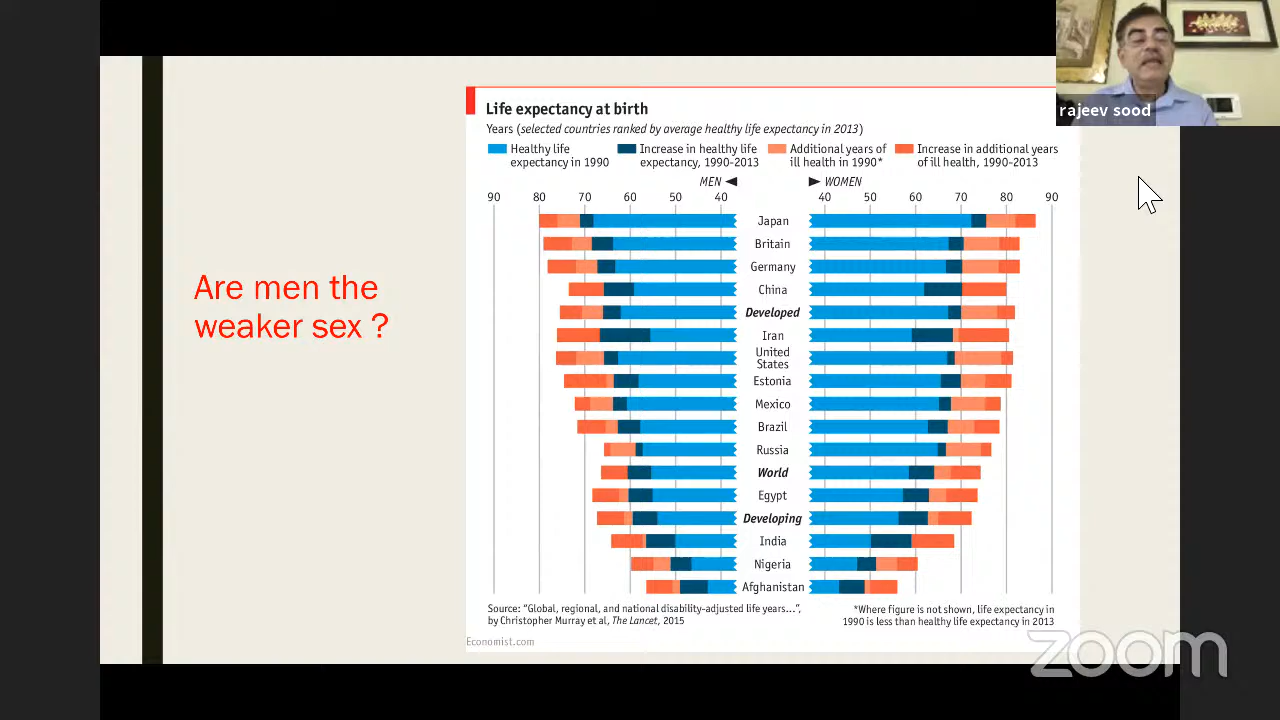 rajeev sood
Are men the
weaker sex ?
Life expectancy at birth
Years (selected countries ranked by average healthy life expectancy in 2013)
Healthy life
expectancy in 1990
Increase in healthy life
expectancy, 1990-2013
Additional years of
ill health in 1990*
Increase in additional years
of ill health, 1990-2013
MEN ◀ ▶ WOMEN
90 80 70 60 50 40 40 50 60 70 80 90
Japan
Britain
Germany
China
Developed
Iran
United
States
Estonia
Mexico
Brazil
Russia
World
Egypt
Developing
India
Nigeria
Afghanistan
Source: "Global, regional, and national disability-adjusted life years...",
by Christopher Murray et al, The Lancet, 2015
*Where figure is not shown, life expectancy in
1990 is less than healthy life expectancy in 2013
Economist.com
zoom